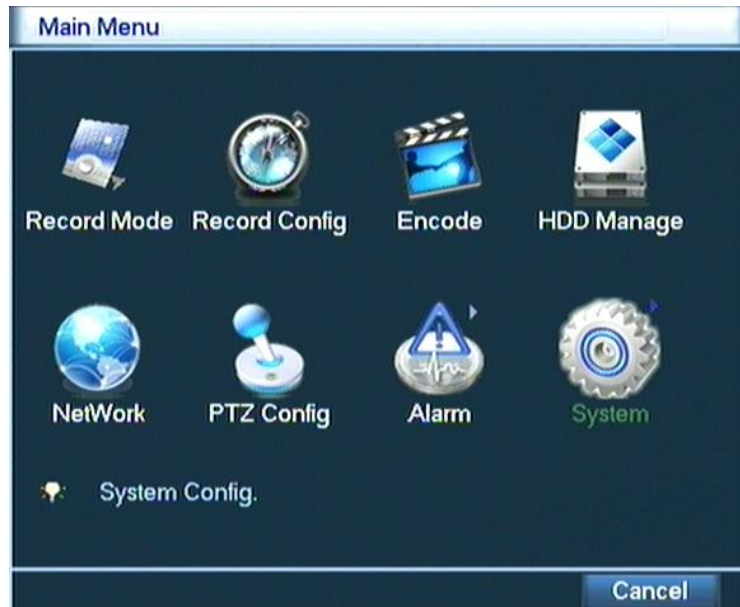 Main Menu
Record Mode Record Config Encode HDD Manage
NetWork PTZ Config Alarm System
System Config.
Cancel